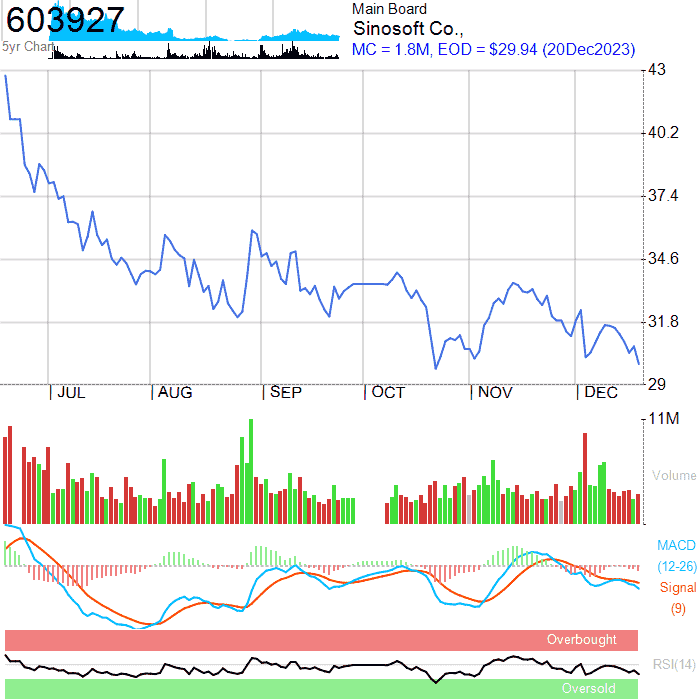 603927
5yr Chart
Main Board
Sinosoft Co.,
MC = 1.8M, EOD = $29.94 (20Dec2023)
43
40.2
37.4
34.6
31.8
29
JUL AUG SEP OCT NOV DEC
11M
Volume
MACD
(12-26)
Signal
(9)
Overbought
RSI(14)
Oversold